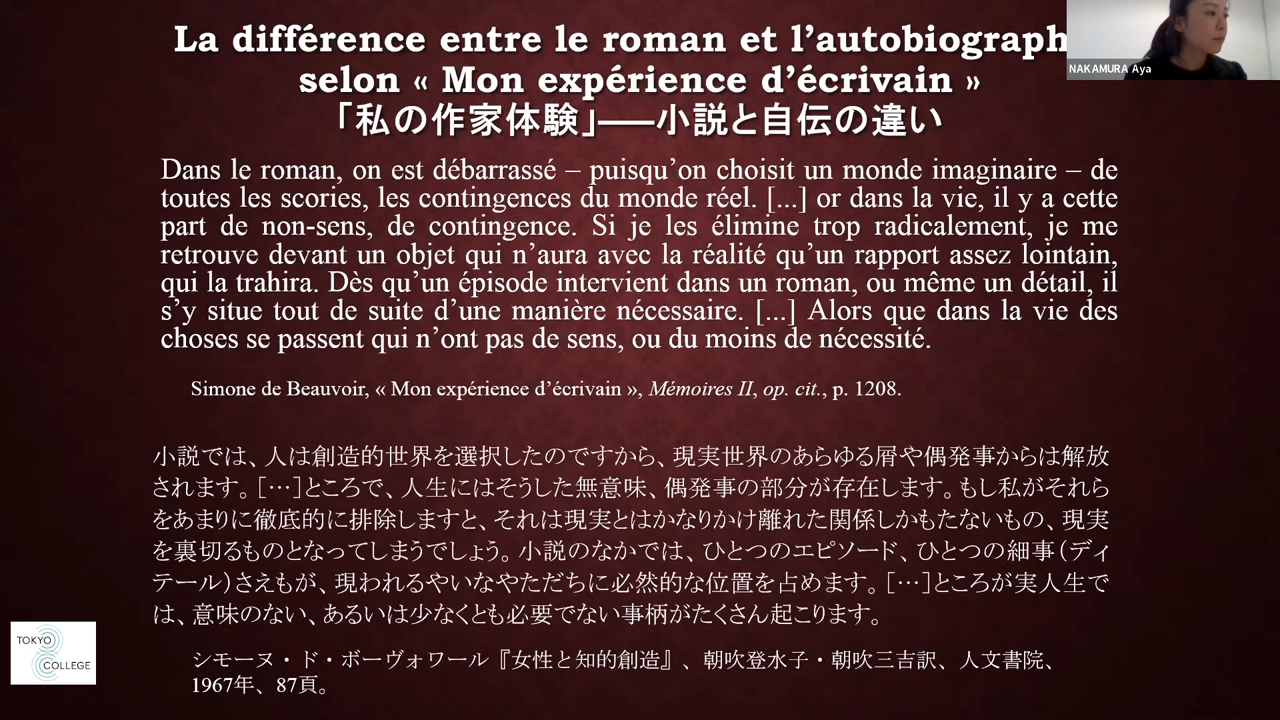 La différence entre le roman et l’autobiograph
selon « Mon expérience d’écrivain »
「私の作家体験」──小説と自伝の違い
NAKAMURA Aya
Dans le roman, on est débarrassé – puisqu’on choisit un monde imaginaire – de
toutes les scories, les contingences du monde réel. [...] or dans la vie, il y a cette
part de non-sens, de contingence. Si je les élimine trop radicalement, je me
retrouve devant un objet qui n’aura avec la réalité qu’un rapport assez lointain,
qui la trahira. Dès qu’un épisode intervient dans un roman, ou même un détail, il
s’y situe tout de suite d’une manière nécessaire. [...] Alors que dans la vie des
choses se passent qui n’ont pas de sens, ou du moins de nécessité.
Simone de Beauvoir, « Mon expérience d’écrivain », Mémoires II, op. cit., p. 1208.
小説では、人は創造的世界を選択したのですから、現実世界のあらゆる屑や偶発事からは解放
されます。［…］ところで、人生にはそうした無意味、偶発事の部分が存在します。もし私がそれら
をあまりに徹底的に排除しますと、それは現実とはかなりかけ離れた関係しかもたないもの、現実
を裏切るものとなってしまうでしょう。小説のなかでは、ひとつのエピソード、ひとつの細事（ディ
テール）さえもが、現われるやいなやただちに必然的な位置を占めます。［…］ところが実人生で
は、意味のない、あるいは少なくとも必要でない事柄がたくさん起こります。
シモーヌ・ド・ボーヴォワール『女性と知的創造』、朝吹登水子・朝吹三吉訳、人文書院、
1967年、87頁。
TOKYO
COLLEGE